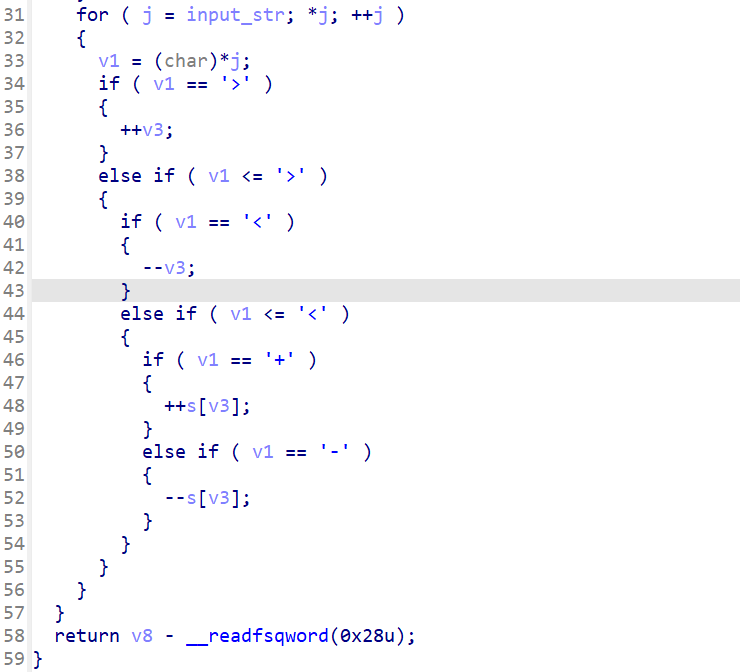 31 for ( j = input_str; *j; ++j )
32 {
33 v1 = (char)*j;
34 if ( v1 == '>' )
35 {
36 ++v3;
37 }
38 else if ( v1 <= '>' )
39 {
40 if ( v1 == '<' )
41 {
42 --v3;
43 }
44 else if ( v1 <= '<' )
45 {
46 if ( v1 == '+' )
47 {
48 ++s[v3];
49 }
50 else if ( v1 == '-' )
51 {
52 --s[v3];
53 }
54 }
55 }
56 }
57 }
58 return v8 - __readfsqword(0x28u);
59 }